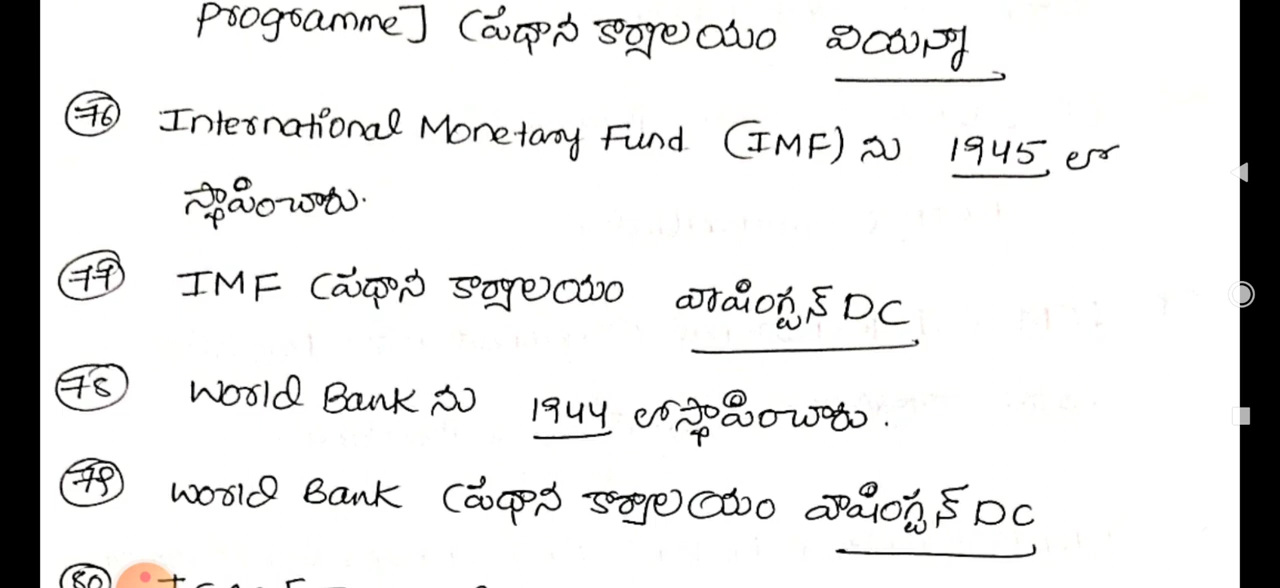 Programme] ప్రధాన కార్యాలయం వియన్నా
76 International Monetary Fund (IMF) ను 1945 లో
స్థాపించారు.
77 IMF ప్రధాన కార్యాలయం వాషింగ్టన్ DC
78 World Bank ను 1944 లో స్థాపించారు.
79 World Bank ప్రధాన కార్యాలయం వాషింగ్టన్ DC
80